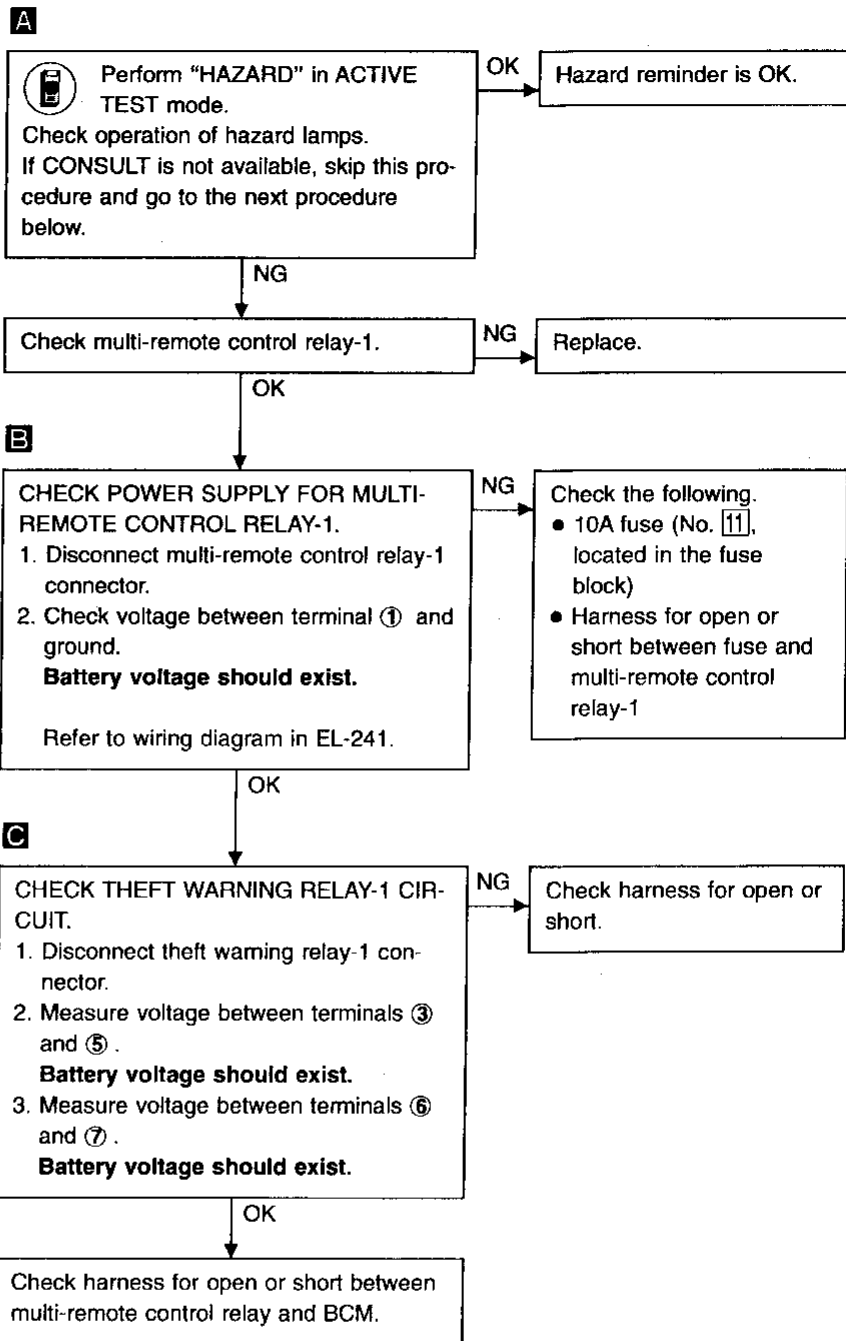 A
Perform “HAZARD” in ACTIVE
TEST mode.
Check operation of hazard lamps.
If CONSULT is not available, skip this pro-
cedure and go to the next procedure
below.
OK
Hazard reminder is OK.
NG
Check multi-remote control relay-1.
NG
Replace.
OK
B
CHECK POWER SUPPLY FOR MULTI-
REMOTE CONTROL RELAY-1.
1. Disconnect multi-remote control relay-1
connector.
2. Check voltage between terminal ① and
ground.
Battery voltage should exist.
Refer to wiring diagram in EL-241.
NG
Check the following.
● 10A fuse (No. 11,
located in the fuse
block)
● Harness for open or
short between fuse and
multi-remote control
relay-1
OK
C
CHECK THEFT WARNING RELAY-1 CIR-
CUIT.
1. Disconnect theft warning relay-1 con-
nector.
2. Measure voltage between terminals ③
and ⑤ .
Battery voltage should exist.
3. Measure voltage between terminals ⑥
and ⑦ .
Battery voltage should exist.
NG
Check harness for open or
short.
OK
Check harness for open or short between
multi-remote control relay and BCM.